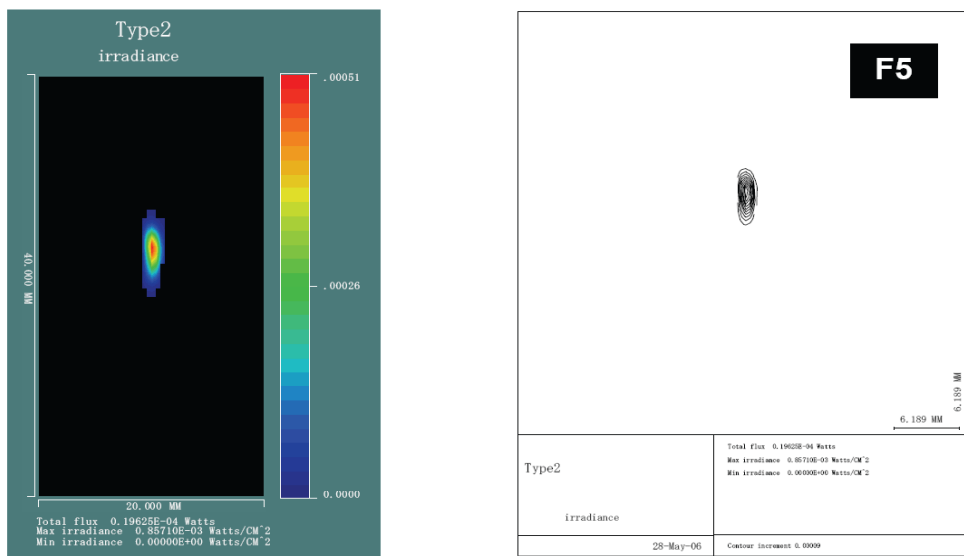 Type2
irradiance
.00051
.00026
0.0000
40.000 MM
20.000 MM
Total flux 0.19625E-04 Watts
Max irradiance 0.85710E-03 Watts/CM^2
Min irradiance 0.00000E+00 Watts/CM^2
F5
6.189 MM
6.189 MM
Type2
irradiance
28-May-06
Total flux 0.19625E-04 Watts
Max irradiance 0.85710E-03 Watts/CM^2
Min irradiance 0.00000E+00 Watts/CM^2
Contour increment 0.00009